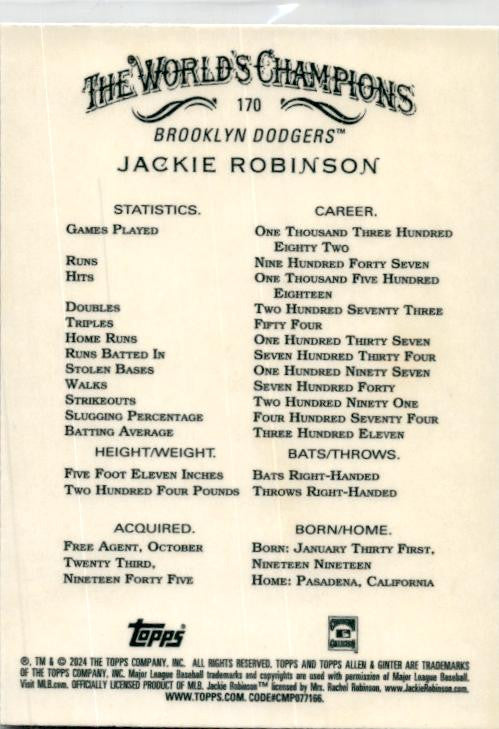 THE WORLD'S CHAMPIONS
170
BROOKLYN DODGERS™
JACKIE ROBINSON
STATISTICS. CAREER.
GAMES PLAYED ONE THOUSAND THREE HUNDRED
EIGHTY TWO
RUNS NINE HUNDRED FORTY SEVEN
HITS ONE THOUSAND FIVE HUNDRED
EIGHTEEN
DOUBLES TWO HUNDRED SEVENTY THREE
TRIPLES FIFTY FOUR
HOME RUNS ONE HUNDRED THIRTY SEVEN
RUNS BATTED IN SEVEN HUNDRED THIRTY FOUR
STOLEN BASES ONE HUNDRED NINETY SEVEN
WALKS SEVEN HUNDRED FORTY
STRIKEOUTS TWO HUNDRED NINETY ONE
SLUGGING PERCENTAGE FOUR HUNDRED SEVENTY FOUR
BATTING AVERAGE THREE HUNDRED ELEVEN
HEIGHT/WEIGHT. BATS/THROWS.
FIVE FOOT ELEVEN INCHES BATS RIGHT-HANDED
TWO HUNDRED FOUR POUNDS THROWS RIGHT-HANDED
ACQUIRED. BORN/HOME.
FREE AGENT, OCTOBER BORN: JANUARY THIRTY FIRST,
TWENTY THIRD, NINETEEN NINETEEN
NINETEEN FORTY FIVE HOME: PASADENA, CALIFORNIA
topps
®, TM & © 2024 THE TOPPS COMPANY, INC. ALL RIGHTS RESERVED. TOPPS AND TOPPS ALLEN & GINTER ARE TRADEMARKS
OF THE TOPPS COMPANY, INC. Major League Baseball trademarks and copyrights are used with permission of Major League Baseball.
Visit MLB.com. OFFICIALLY LICENSED PRODUCT OF MLB. Jackie Robinson™ licensed by Mrs. Rachel Robinson, www.JackieRobinson.com.
WWW.TOPPS.COM. CODE#CMP077166.